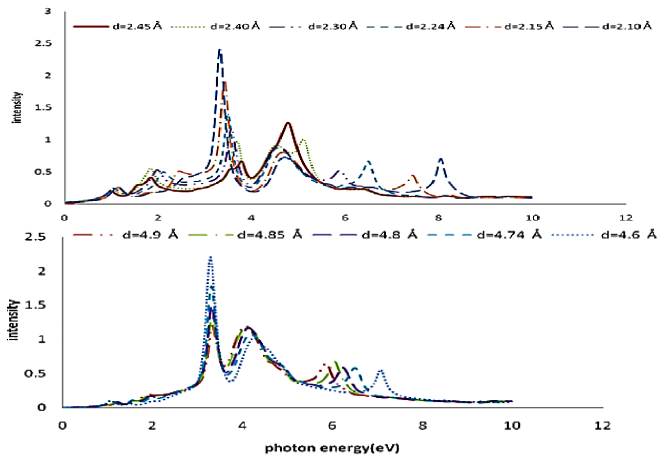 3
d=2.45 Å d=2.40 Å d=2.30 Å d=2.24 Å d=2.15 Å d=2.10 Å
2.5
2
intensity
1.5
1
0.5
0
0 2 4 6 8 10 12
d=4.9 Å d=4.85 Å d=4.8 Å d=4.74 Å d=4.6 Å
2.5
2
intensity
1.5
1
0.5
0
0 2 4 6 8 10 12
photon energy(eV)